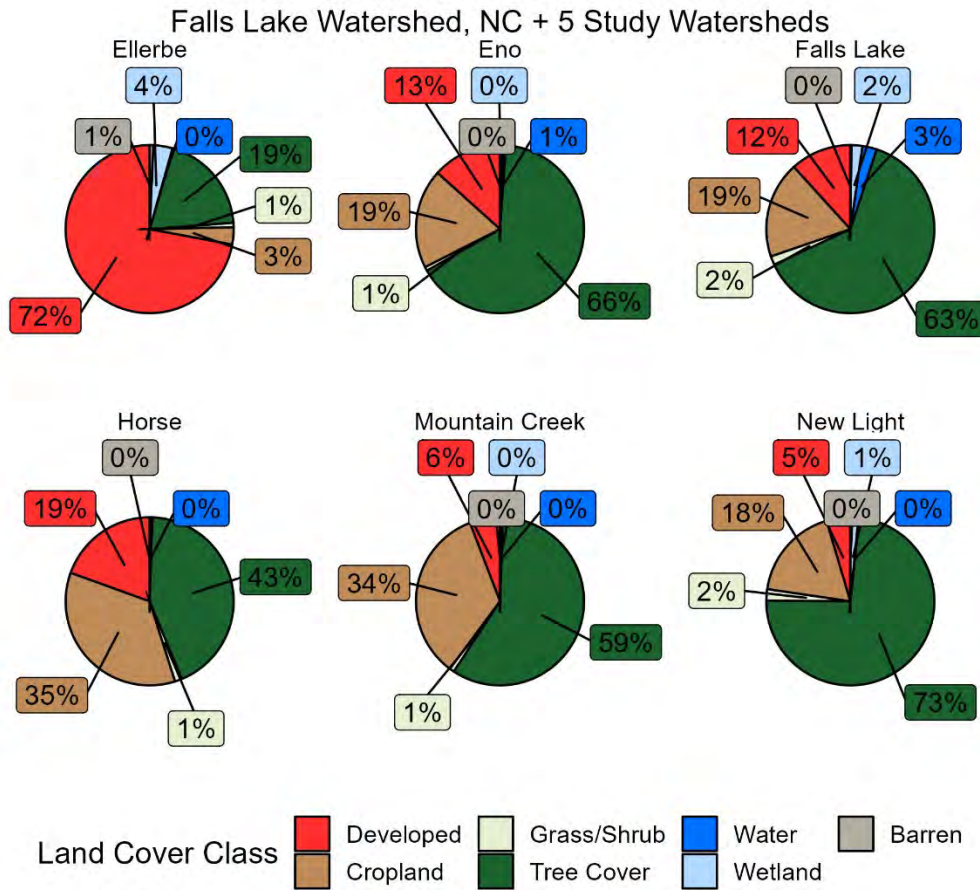 Falls Lake Watershed, NC + 5 Study Watersheds
Ellerbe
4%
1%
0%
19%
1%
3%
72%
Eno
13%
0%
0%
1%
19%
1%
66%
Falls Lake
0%
2%
12%
3%
19%
2%
63%
Horse
0%
19%
0%
43%
35%
1%
Mountain Creek
6%
0%
0%
0%
34%
59%
1%
New Light
5%
1%
18%
0%
0%
2%
73%
Land Cover Class
Developed
Cropland
Grass/Shrub
Tree Cover
Water
Wetland
Barren